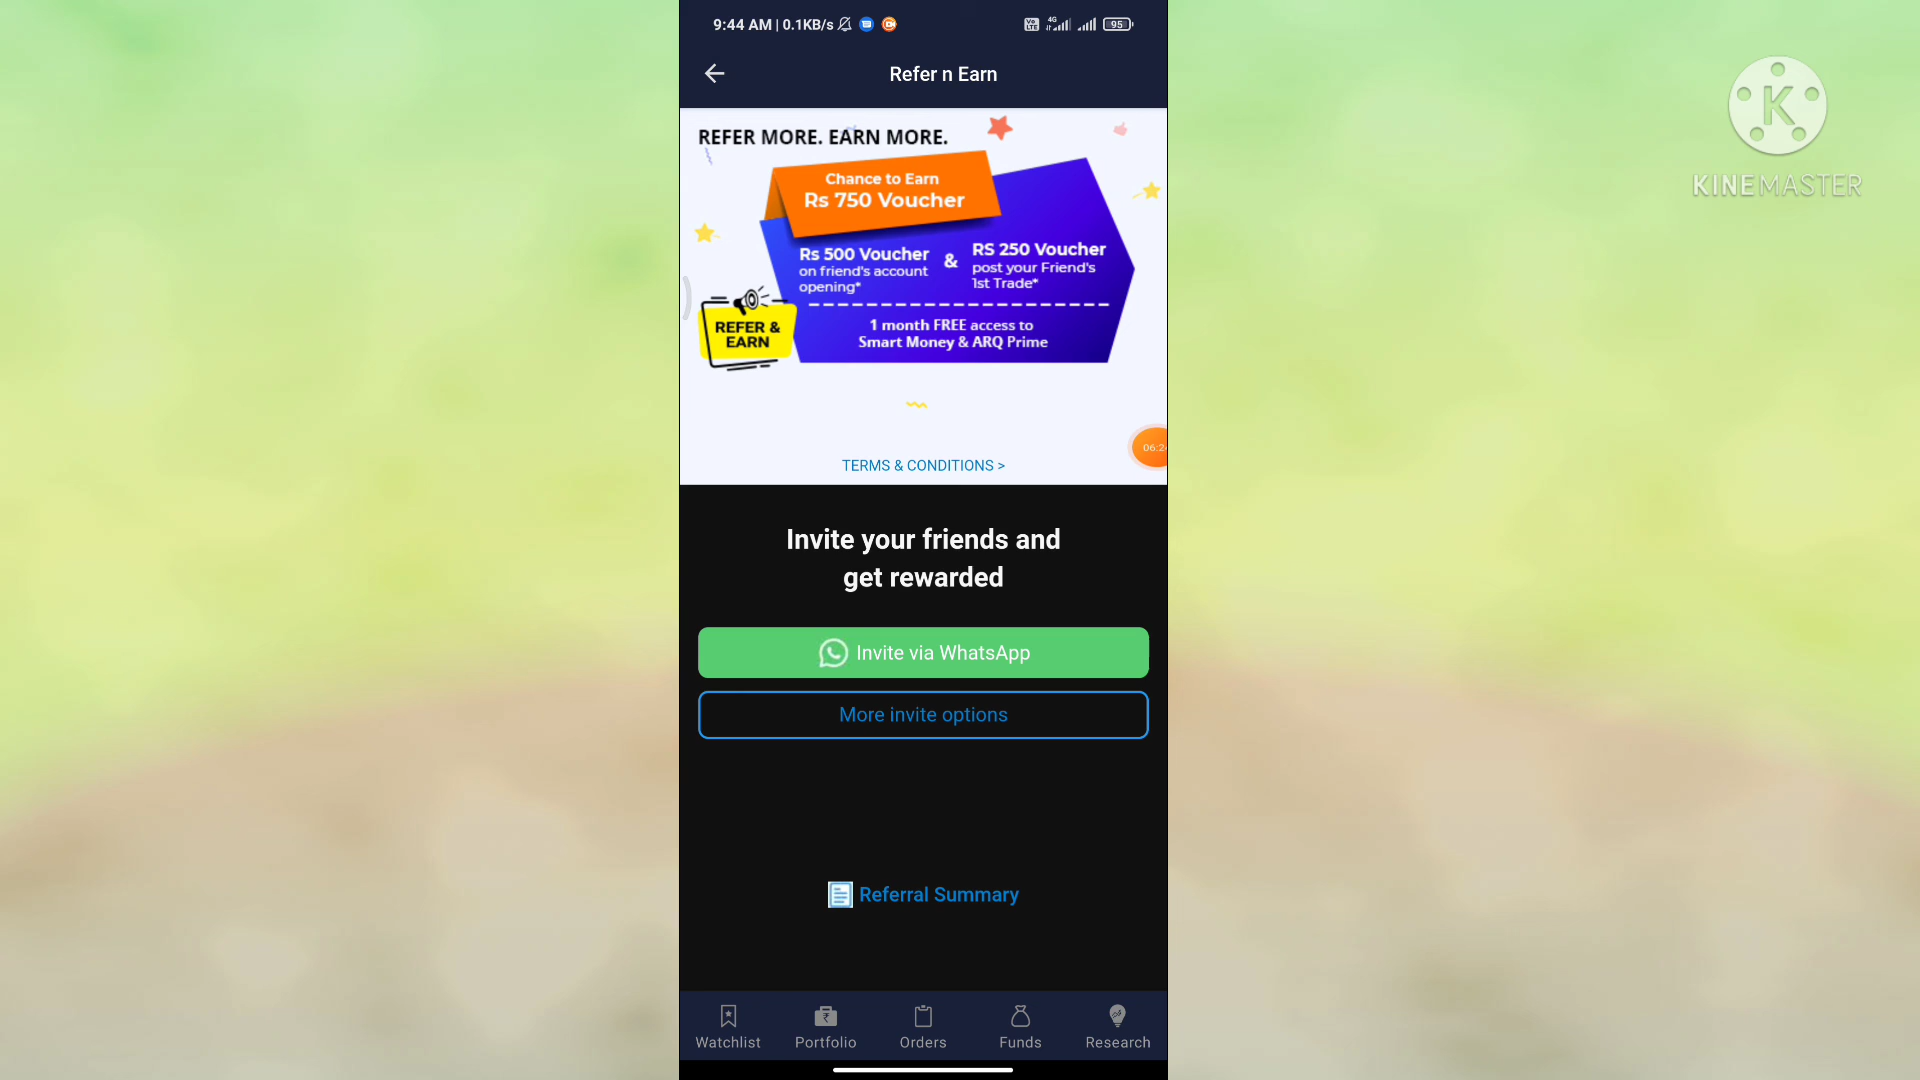 9:44 AM | 0.1KB/s
4G
95
Refer n Earn
K
KINEMASTER
REFER MORE. EARN MORE.
Chance to Earn
Rs 750 Voucher
Rs 500 Voucher
on friend's account
opening*
&
RS 250 Voucher
post your Friend's
1st Trade*
REFER &
EARN
1 month FREE access to
Smart Money & ARQ Prime
TERMS & CONDITIONS >
Invite your friends and
get rewarded
Invite via WhatsApp
More invite options
Referral Summary
Watchlist
Portfolio
Orders
Funds
Research